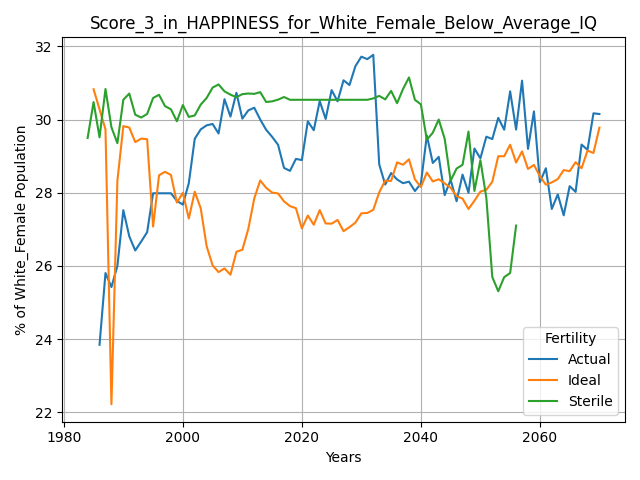 Score_3_in_HAPPINESS_for_White_Female_Below_Average_IQ
% of White_Female Population
32
30
28
26
24
22
1980
2000
2020
2040
2060
Years
Fertility
Actual
Ideal
Sterile